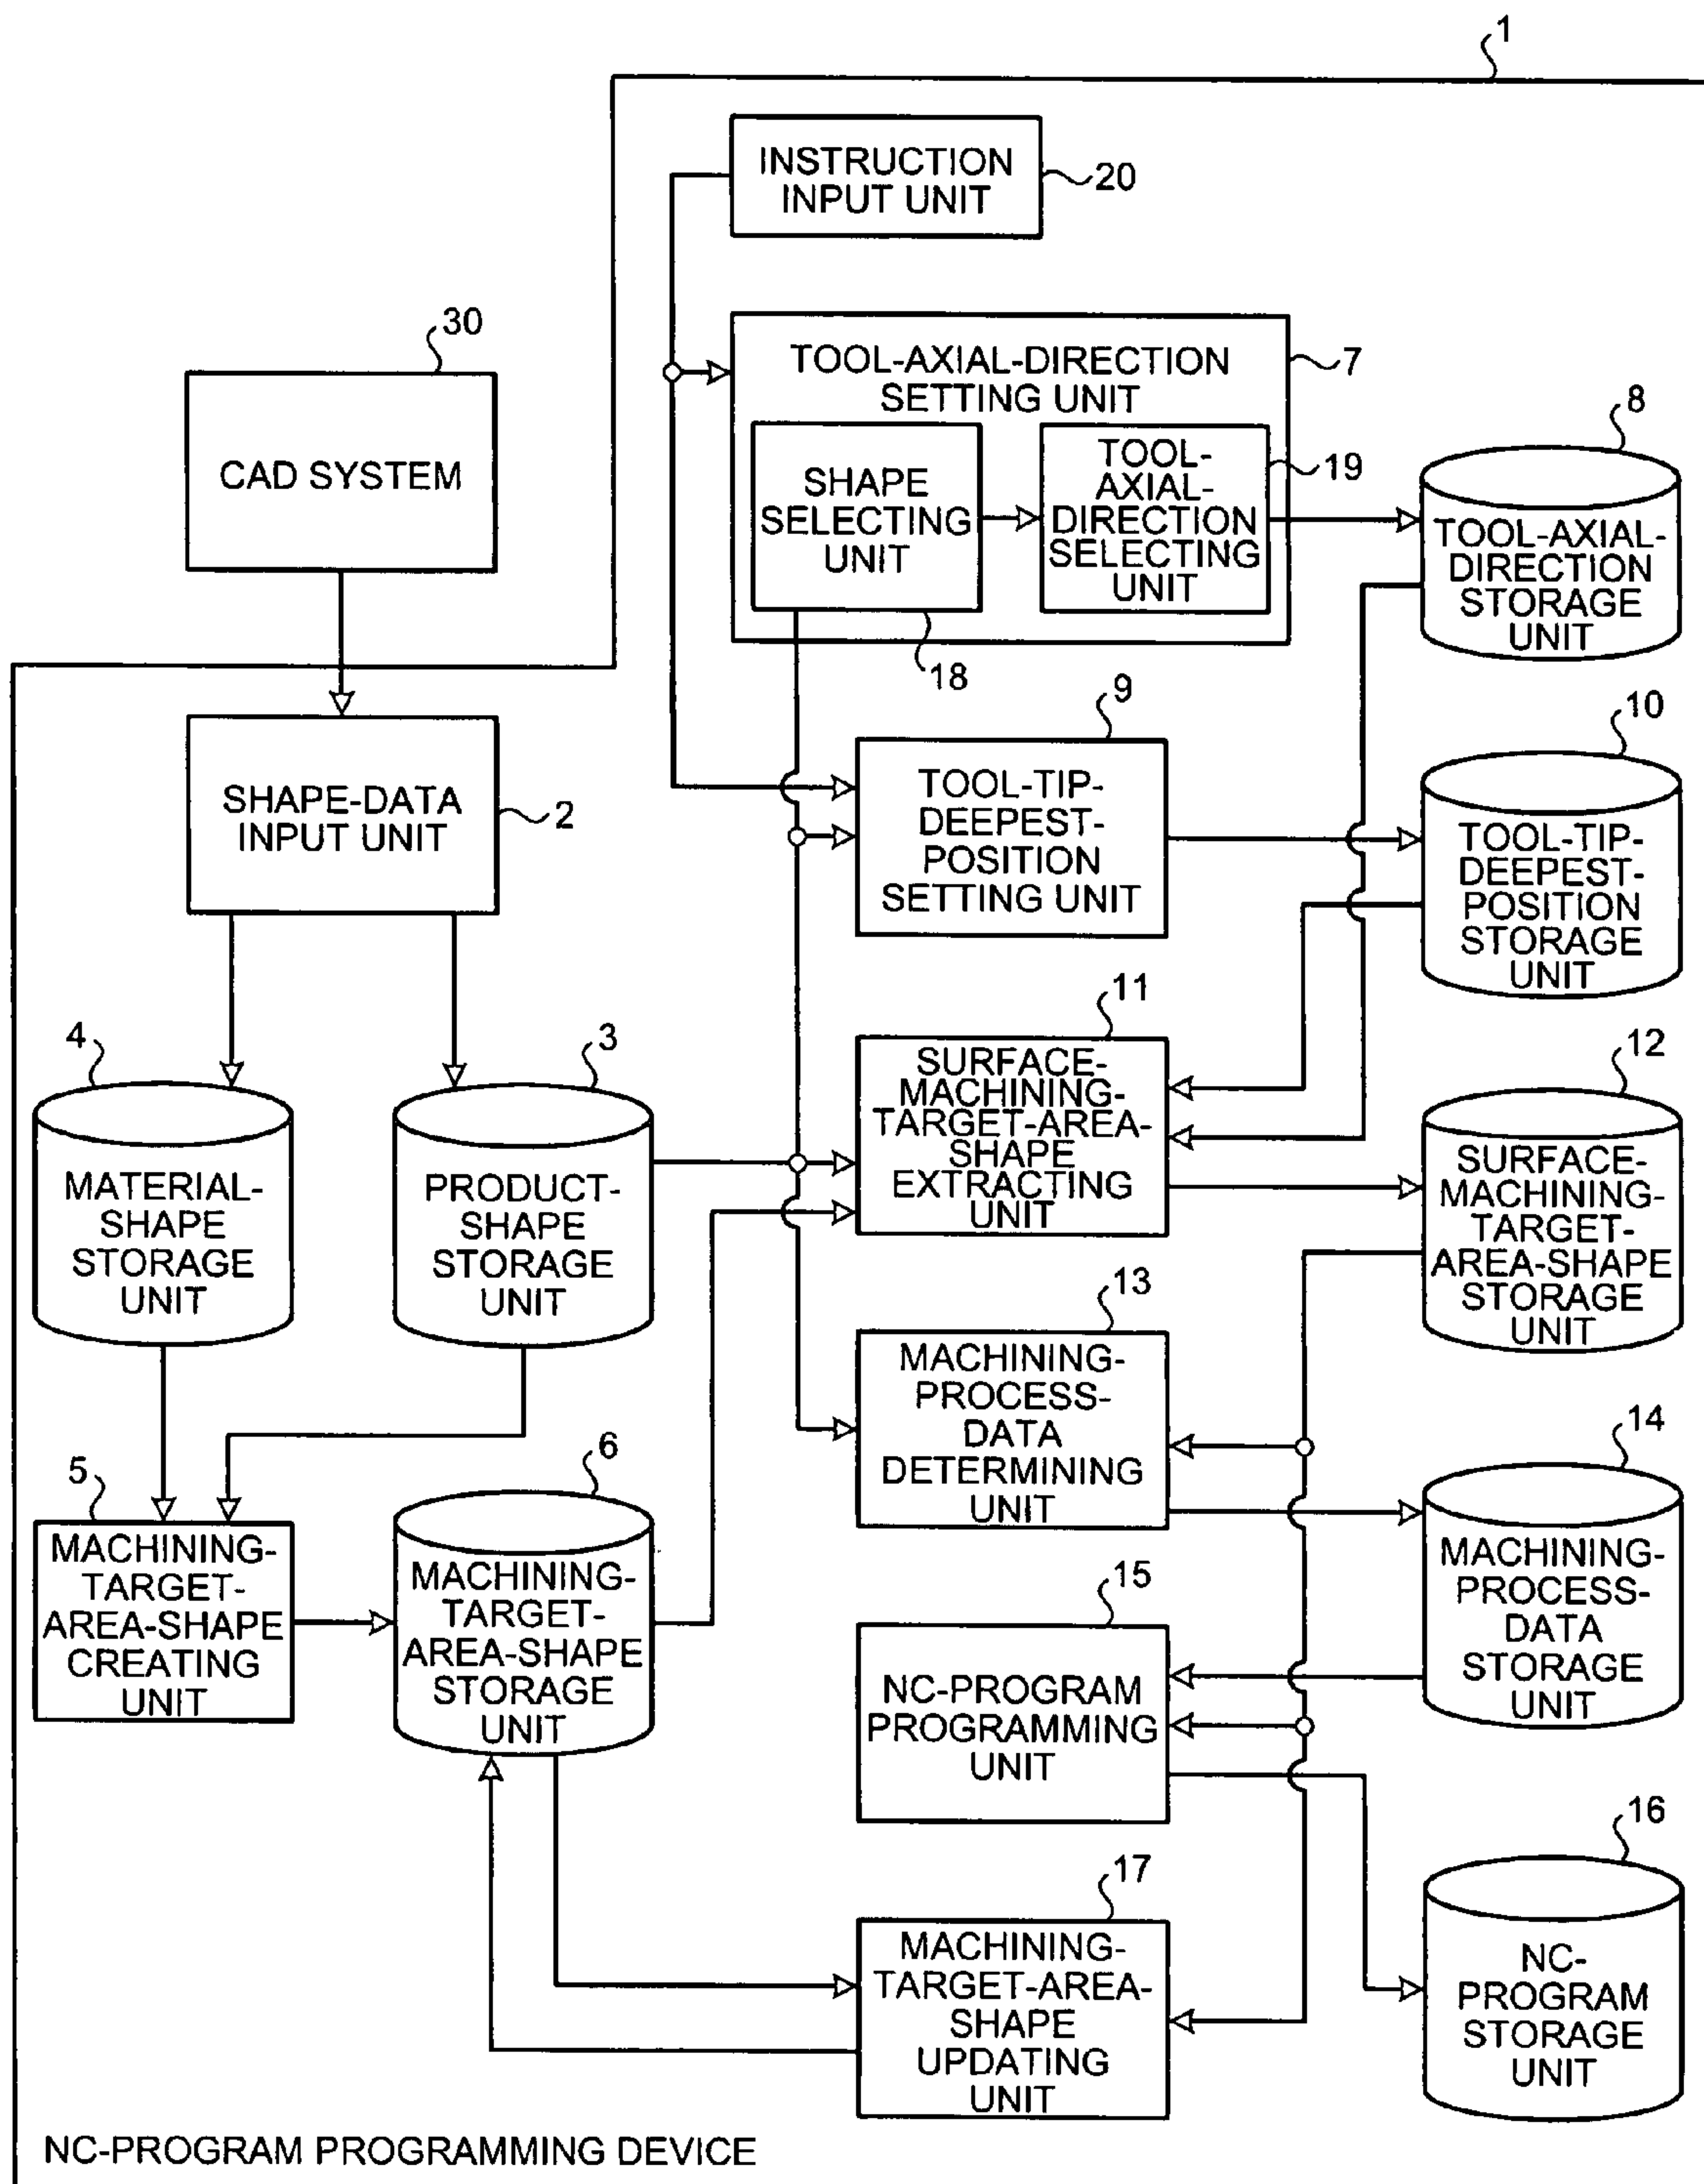 1
INSTRUCTION
INPUT UNIT
20
30
CAD SYSTEM
TOOL-AXIAL-DIRECTION
SETTING UNIT
7
SHAPE
SELECTING
UNIT
18
TOOL-
AXIAL-
DIRECTION
SELECTING
UNIT
19
8
TOOL-AXIAL-
DIRECTION
STORAGE
UNIT
SHAPE-DATA
INPUT UNIT
2
9
TOOL-TIP-
DEEPEST-
POSITION
SETTING UNIT
10
TOOL-TIP-
DEEPEST-
POSITION
STORAGE
UNIT
4
MATERIAL-
SHAPE
STORAGE
UNIT
3
PRODUCT-
SHAPE
STORAGE
UNIT
11
SURFACE-
MACHINING-
TARGET-AREA-
SHAPE
EXTRACTING
UNIT
12
SURFACE-
MACHINING-
TARGET-
AREA-SHAPE
STORAGE
UNIT
13
MACHINING-
PROCESS-
DATA
DETERMINING
UNIT
14
MACHINING-
PROCESS-
DATA
STORAGE
UNIT
5
MACHINING-
TARGET-
AREA-SHAPE
CREATING
UNIT
6
MACHINING-
TARGET-
AREA-SHAPE
STORAGE
UNIT
15
NC-PROGRAM
PROGRAMMING
UNIT
16
NC-
PROGRAM
STORAGE
UNIT
17
MACHINING-
TARGET-AREA-
SHAPE
UPDATING
UNIT
NC-PROGRAM PROGRAMMING DEVICE